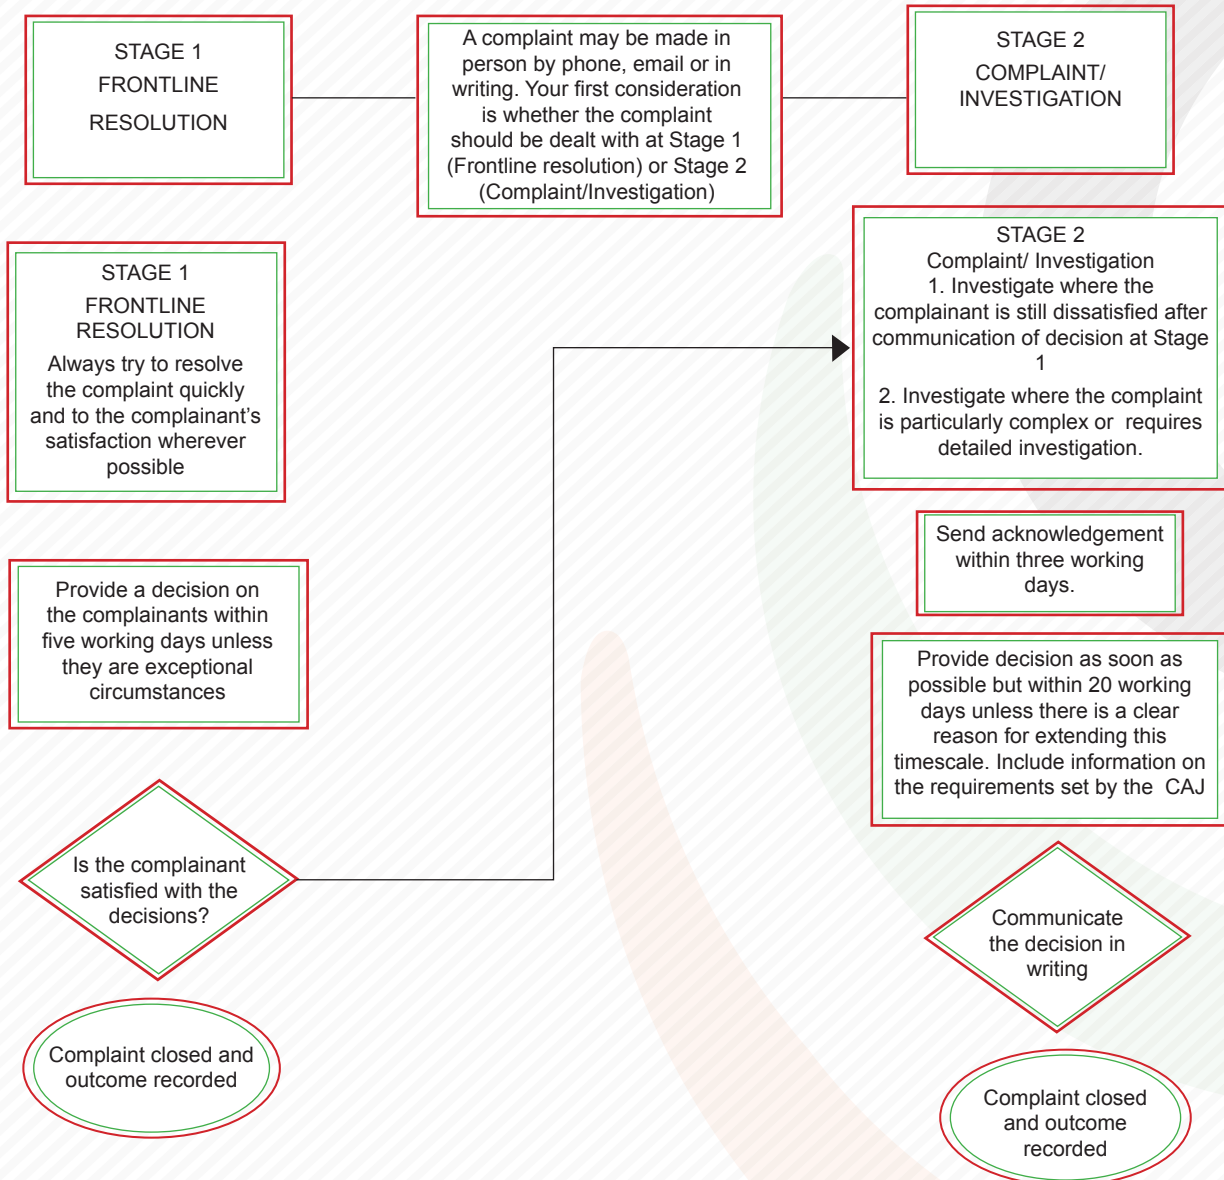 STAGE 1
FRONTLINE
RESOLUTION
A complaint may be made in
person by phone, email or in
writing. Your first consideration
is whether the complaint
should be dealt with at Stage 1
(Frontline resolution) or Stage 2
(Complaint/Investigation)
STAGE 2
COMPLAINT/
INVESTIGATION
STAGE 1
FRONTLINE
RESOLUTION
Always try to resolve
the complaint quickly
and to the complainant’s
satisfaction wherever
possible
Provide a decision on
the complainants within
five working days unless
they are exceptional
circumstances
Is the complainant
satisfied with the
decisions?
Complaint closed and
outcome recorded
STAGE 2
Complaint/ Investigation
1. Investigate where the
complainant is still dissatisfied after
communication of decision at Stage
1
2. Investigate where the complaint
is particularly complex or requires
detailed investigation.
Send acknowledgement
within three working
days.
Provide decision as soon as
possible but within 20 working
days unless there is a clear
reason for extending this
timescale. Include information on
the requirements set by the CAJ
Communicate
the decision in
writing
Complaint closed
and outcome
recorded